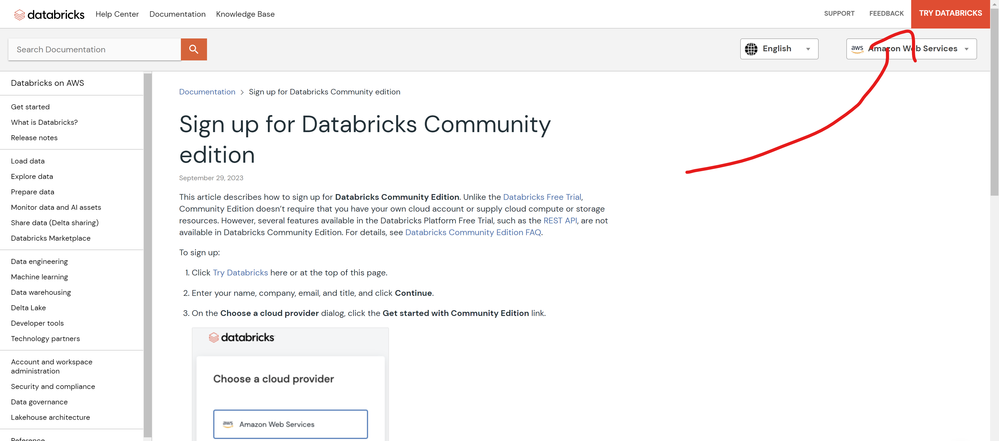 databricks Help Center Documentation Knowledge Base SUPPORT FEEDBACK TRY DATABRICKS
Search Documentation English aws Amazon Web Services
Databricks on AWS
Get started
What is Databricks?
Release notes
Load data
Explore data
Prepare data
Monitor data and AI assets
Share data (Delta sharing)
Databricks Marketplace
Data engineering
Machine learning
Data warehousing
Delta Lake
Developer tools
Technology partners
Account and workspace
administration
Security and compliance
Data governance
Lakehouse architecture
Reference
Documentation > Sign up for Databricks Community edition
Sign up for Databricks Community
edition
September 29, 2023
This article describes how to sign up for Databricks Community Edition. Unlike the Databricks Free Trial,
Community Edition doesn’t require that you have your own cloud account or supply cloud compute or storage
resources. However, several features available in the Databricks Platform Free Trial, such as the REST API, are not
available in Databricks Community Edition. For details, see Databricks Community Edition FAQ.
To sign up:
1. Click Try Databricks here or at the top of this page.
2. Enter your name, company, email, and title, and click Continue.
3. On the Choose a cloud provider dialog, click the Get started with Community Edition link.
databricks
Choose a cloud provider
aws Amazon Web Services